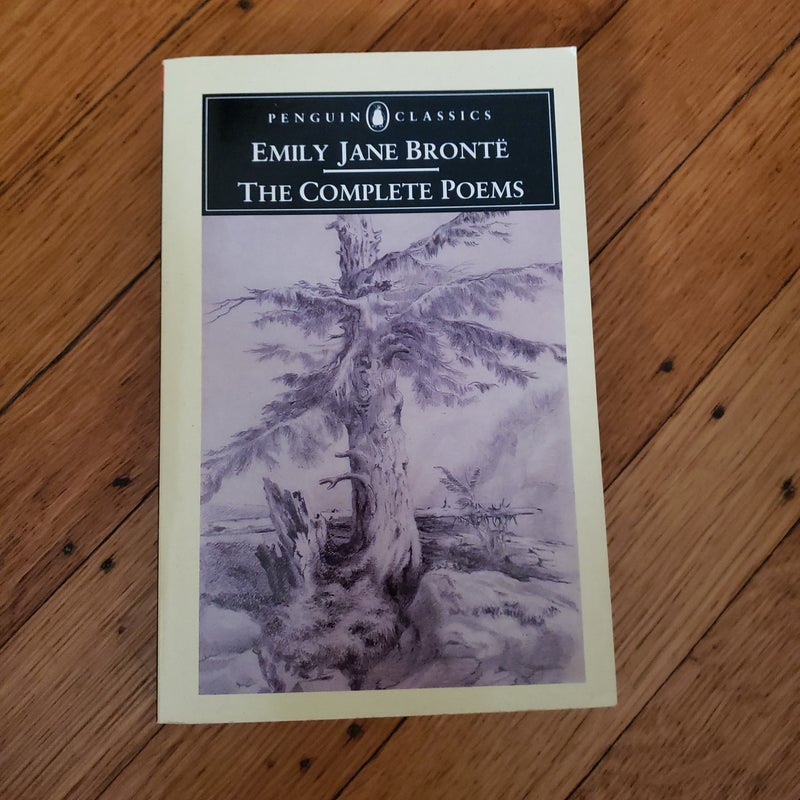 PENGUIN CLASSICS
EMILY JANE BRONTË
THE COMPLETE POEMS